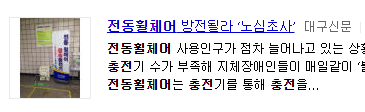 전동휠체어 방전될라 '노심초사' 대구신문
전동휠체어 사용인구가 점차 늘어나고 있는 상황
충전기 수가 부족해 지체장애인들이 매일같이 '불
전동휠체어는 충전기를 통해 충전을...